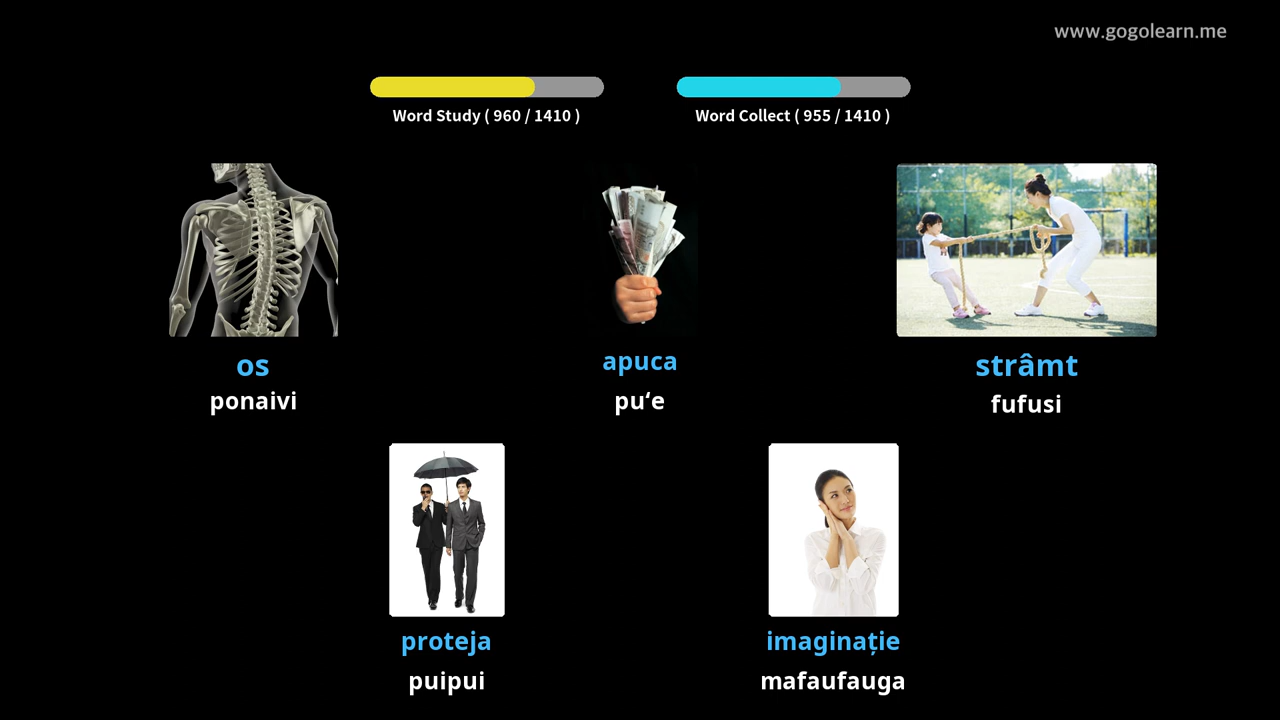 www.gogolearn.me
Word Study ( 960 / 1410 )
Word Collect ( 955 / 1410 )
os
ponaivi
apuca
puʻe
strâmt
fufusi
proteja
puipui
imaginație
mafaufauga